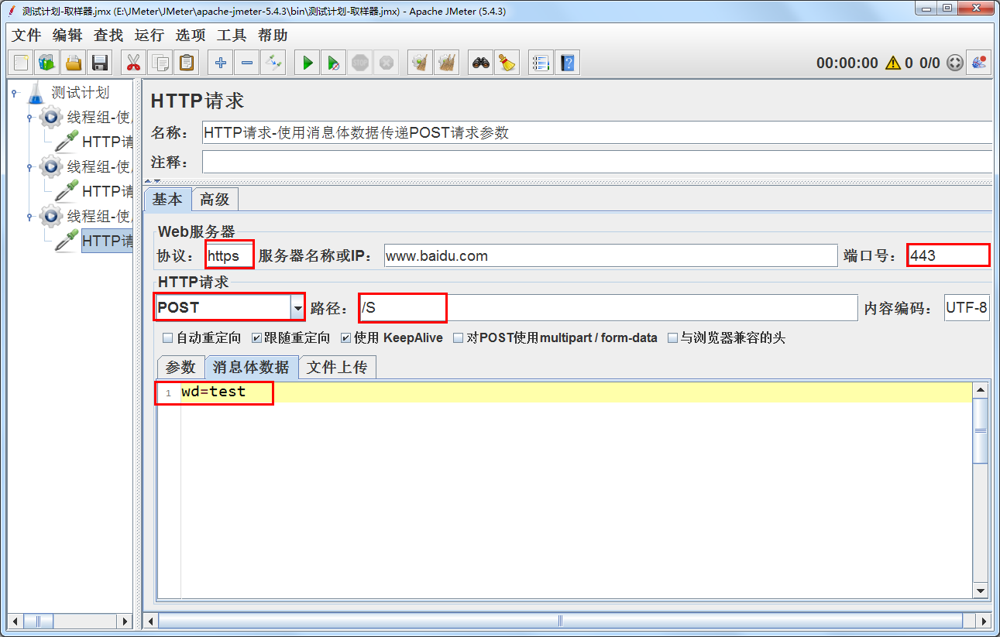 测试计划-取样器.jmx (E:\JMeter\JMeter\apache-jmeter-5.4.3\bin\测试计划-取样器.jmx) - Apache JMeter (5.4.3)
文件 编辑 查找 运行 选项 工具 帮助
STOP 00:00:00 0 0/0
测试计划
线程组-使
HTTP请
线程组-使
HTTP请
线程组-使
HTTP请
HTTP请求
名称： HTTP请求-使用消息体数据传递POST请求参数
注释：
基本 高级
Web服务器
协议： https 服务器名称或IP： www.baidu.com 端口号： 443
HTTP请求
POST 路径： /S 内容编码： UTF-8
自动重定向 跟随重定向 使用 KeepAlive 对POST使用multipart / form-data 与浏览器兼容的头
参数 消息体数据 文件上传
1 wd=test